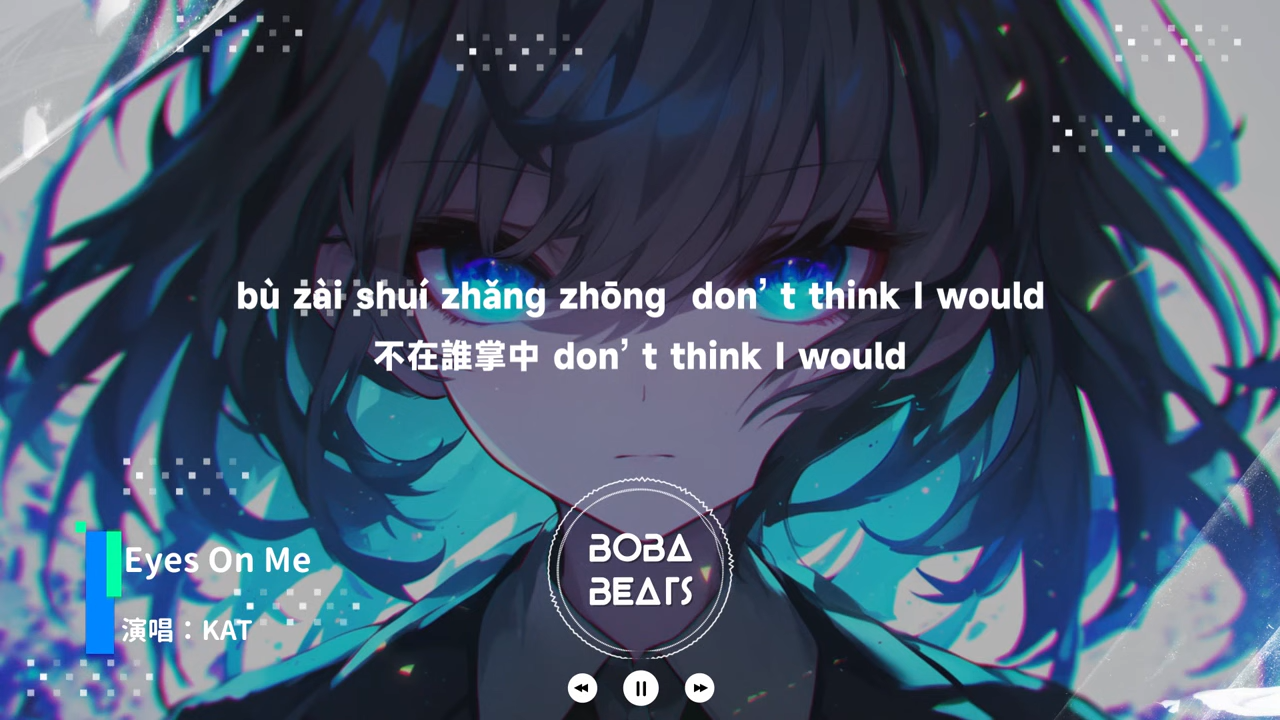 bù zài shuí zhǎng zhōng don’t think I would
不在誰掌中 don’t think I would
Eyes On Me
演唱：KAT
BOBA
BEATS